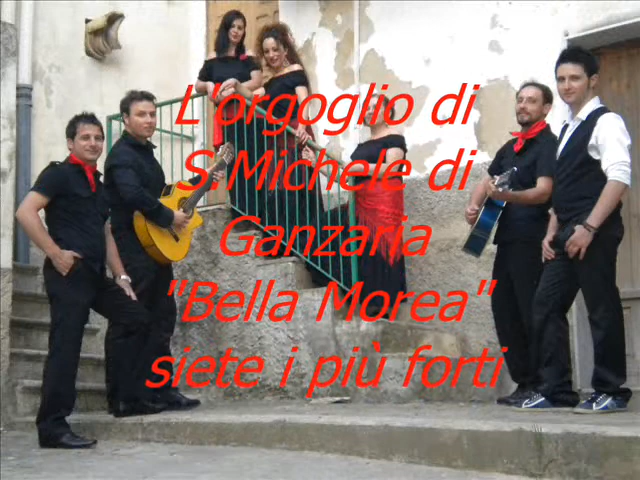 L'orgoglio di
S.Michele di
Ganzaria
"Bella Morea"
siete i più forti